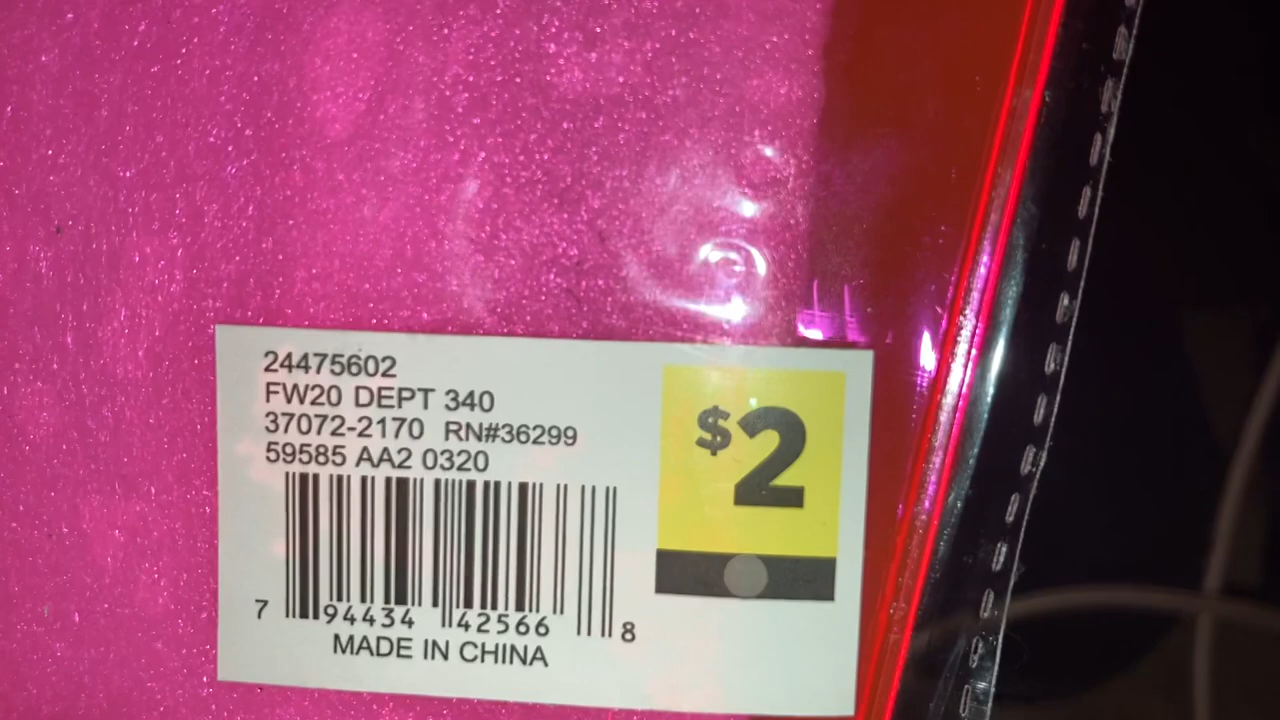 24475602
FW20 DEPT 340
37072-2170 RN#36299
59585 AA2 0320
7 94434 42566 8
MADE IN CHINA
$2